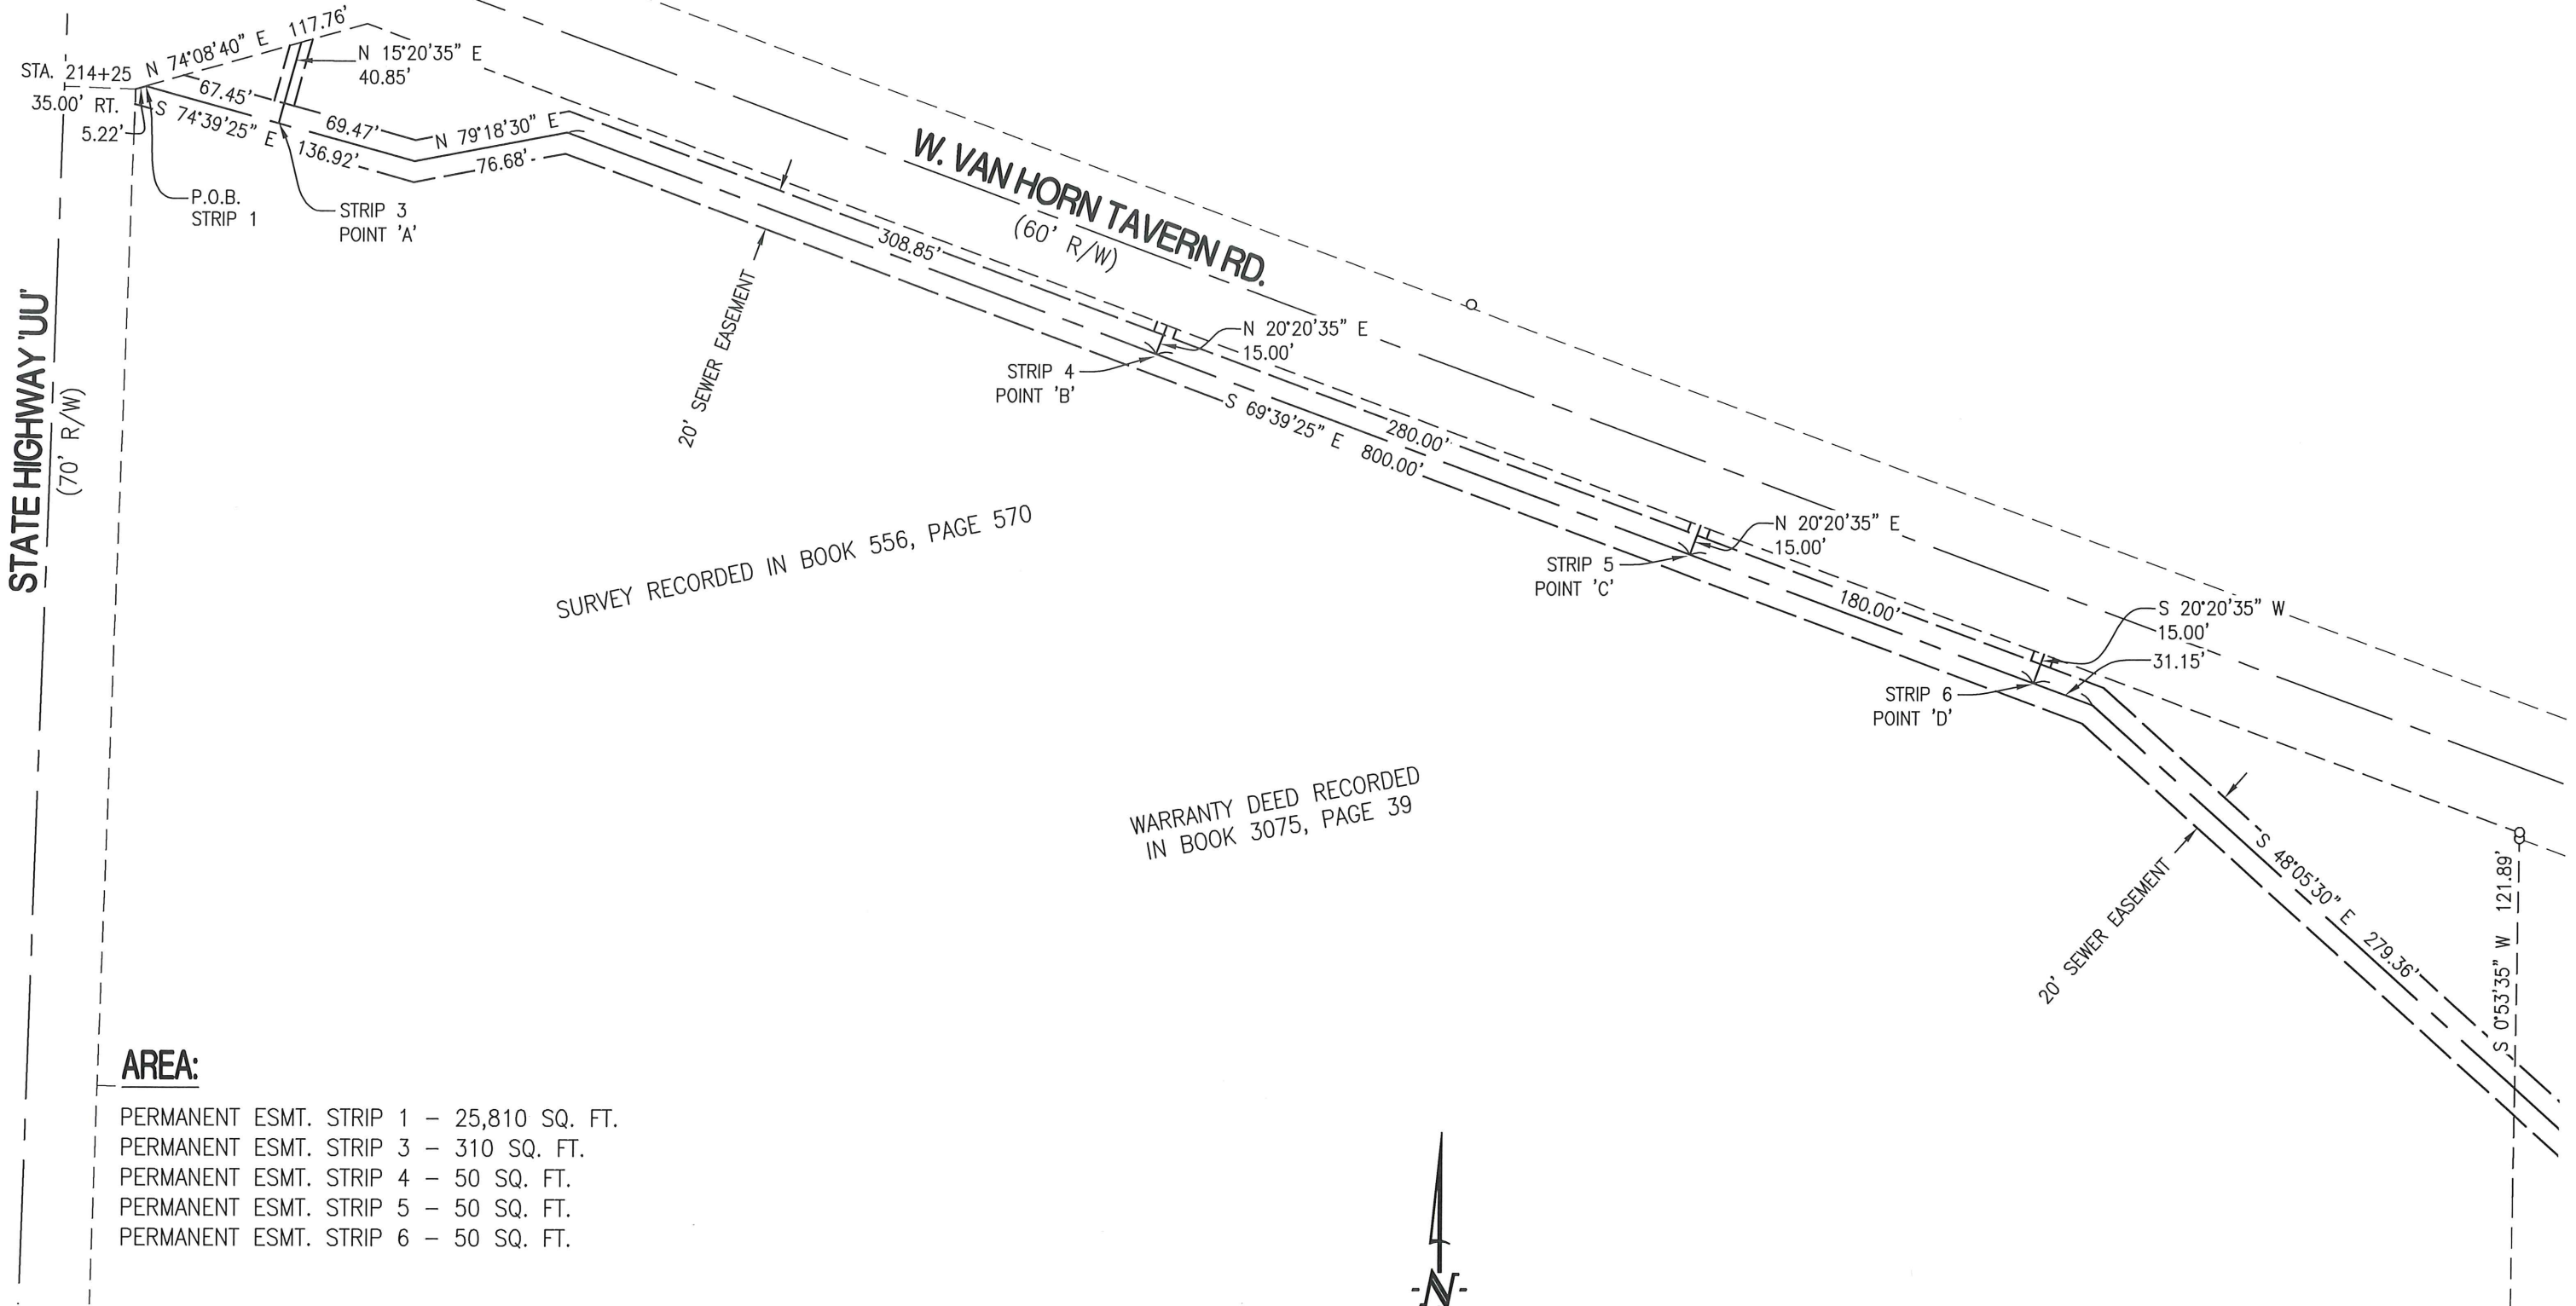 117.76'
N 74°08'40" E
STA. 214+25
35.00' RT.
5.22'
67.45'
S 74°39'25" E
N 15°20'35" E
40.85'
69.47'
136.92'
N 79°18'30" E
76.68'
P.O.B.
STRIP 1
STRIP 3
POINT 'A'
STATE HIGHWAY 'UU'
(70' R/W)
W. VAN HORN TAVERN RD.
(60' R/W)
308.85'
20' SEWER EASEMENT
N 20°20'35" E
15.00'
STRIP 4
POINT 'B'
280.00'
S 69°39'25" E 800.00'
N 20°20'35" E
15.00'
STRIP 5
POINT 'C'
180.00'
S 20°20'35" W
15.00'
31.15'
STRIP 6
POINT 'D'
SURVEY RECORDED IN BOOK 556, PAGE 570
WARRANTY DEED RECORDED
IN BOOK 3075, PAGE 39
20' SEWER EASEMENT
S 48°05'30" E 279.36'
S 0°53'35" W 121.89'
AREA:
PERMANENT ESMT. STRIP 1 – 25,810 SQ. FT.
PERMANENT ESMT. STRIP 3 – 310 SQ. FT.
PERMANENT ESMT. STRIP 4 – 50 SQ. FT.
PERMANENT ESMT. STRIP 5 – 50 SQ. FT.
PERMANENT ESMT. STRIP 6 – 50 SQ. FT.
-N-